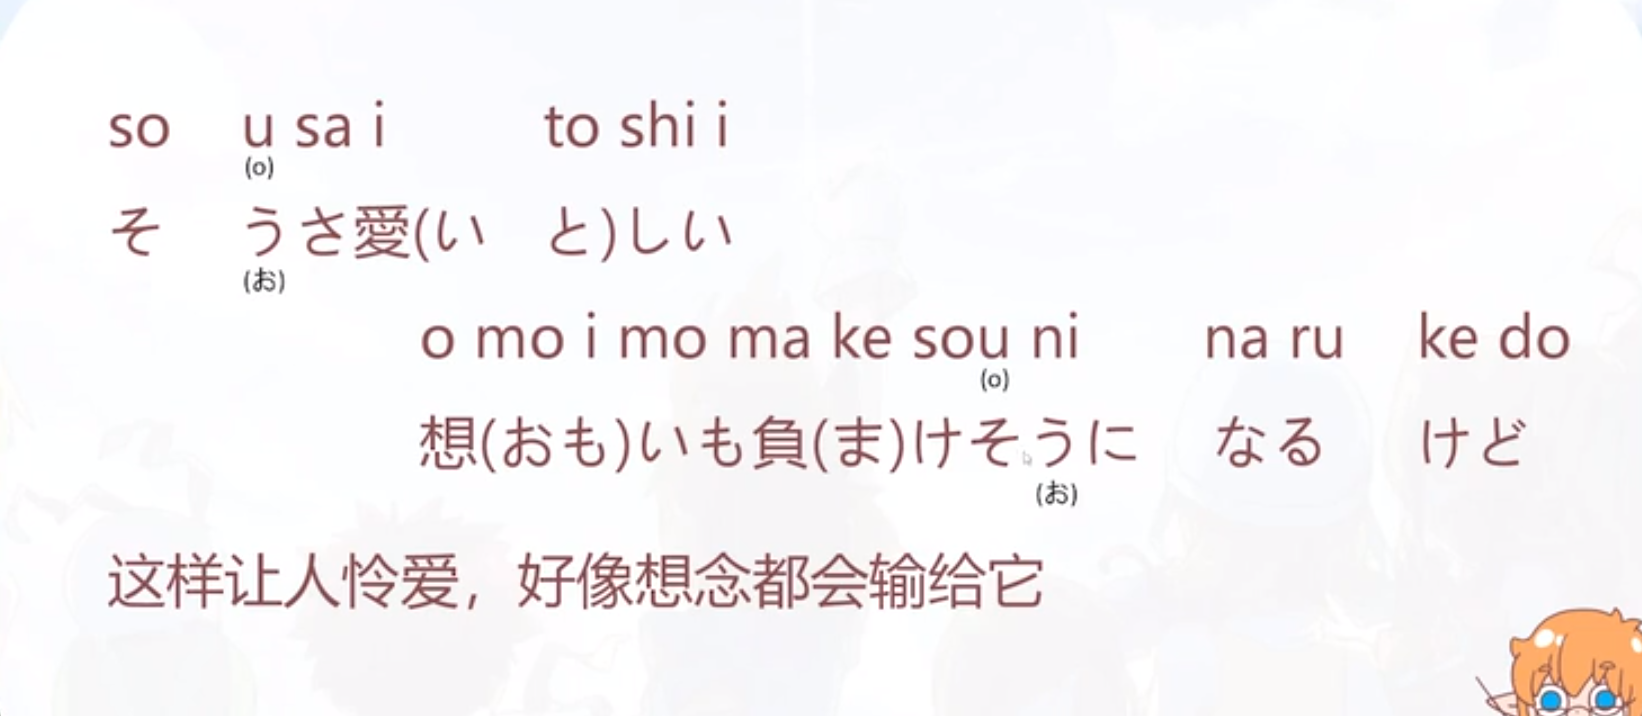 so u sa i to shi i
(o)
そ うさ愛(い と)しい
(お)
o mo i mo ma ke sou ni na ru ke do
(o)
想(おも)いも負(ま)けそうに なる けど
(お)
这样让人怜爱，好像想念都会输给它